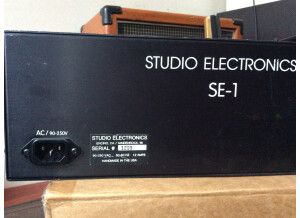 STUDIO ELECTRONICS
SE-1
AC / 90-250V
STUDIO ELECTRONICS
SERIAL #
HANDMADE IN THE USA